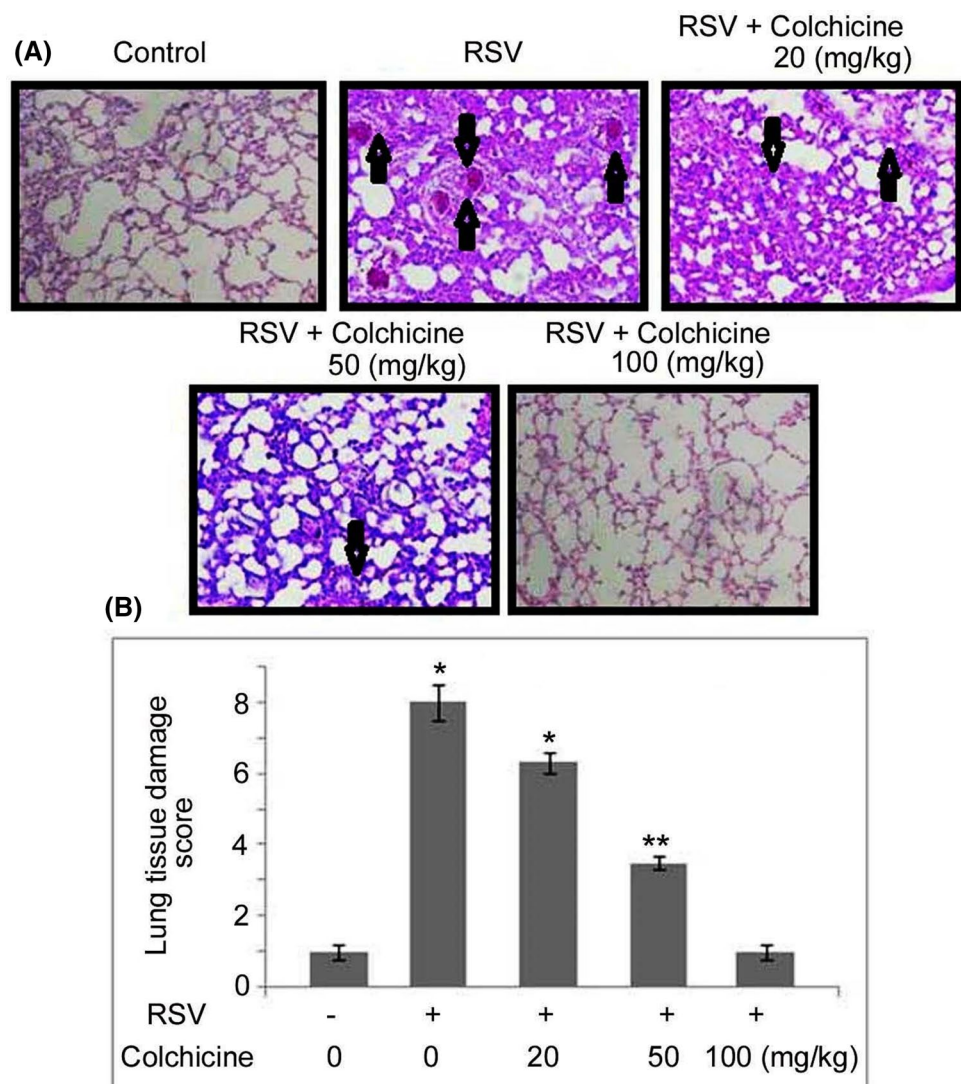 (A)
Control
RSV
RSV + Colchicine
20 (mg/kg)
RSV + Colchicine
50 (mg/kg)
RSV + Colchicine
100 (mg/kg)
(B)
Lung tissue damage
score
8
6
4
2
0
*
*
**
RSV - + + + +
Colchicine 0 0 20 50 100 (mg/kg)